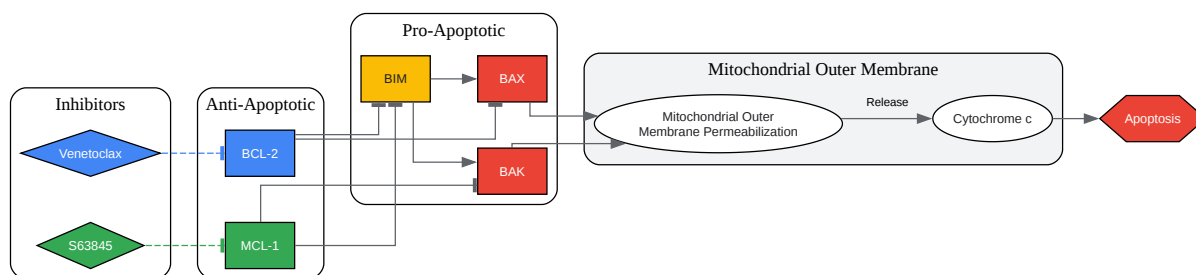 Pro-Apoptotic
BIM
BAX
BAK
Inhibitors
Venetoclax
S63845
Anti-Apoptotic
BCL-2
MCL-1
Mitochondrial Outer Membrane
Mitochondrial Outer
Membrane Permeabilization
Release
Cytochrome c
Apoptosis